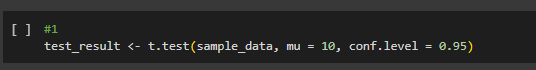 [ ] #1
test_result <- t.test(sample_data, mu = 10, conf.level = 0.95)